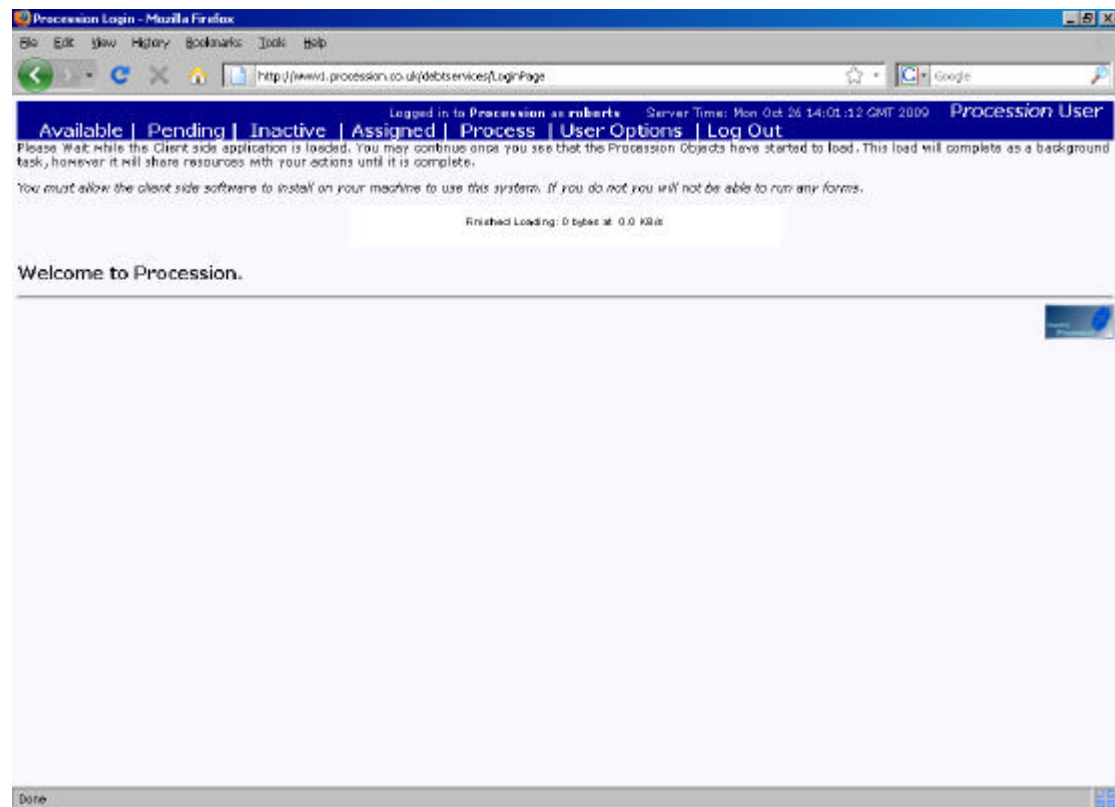 Procession Login - Mozilla Firefox
File Edit View History Bookmarks Tools Help
http://www1.procession.co.uk/debtservices/LoginPage
Google
Logged in to Procession as roberts Server Time: Mon Oct 26 14:01:12 GMT 2009 Procession User
Available | Pending | Inactive | Assigned | Process | User Options | Log Out
Please Wait while the Client side application is loaded. You may continue once you see that the Procession Objects have started to load. This load will complete as a background
task, however it will share resources with your actions until it is complete.
You must allow the client side software to install on your machine to use this system. If you do not you will not be able to run any forms.
Finished Loading: 0 bytes at 0.0 KB/s
Welcome to Procession.
Done